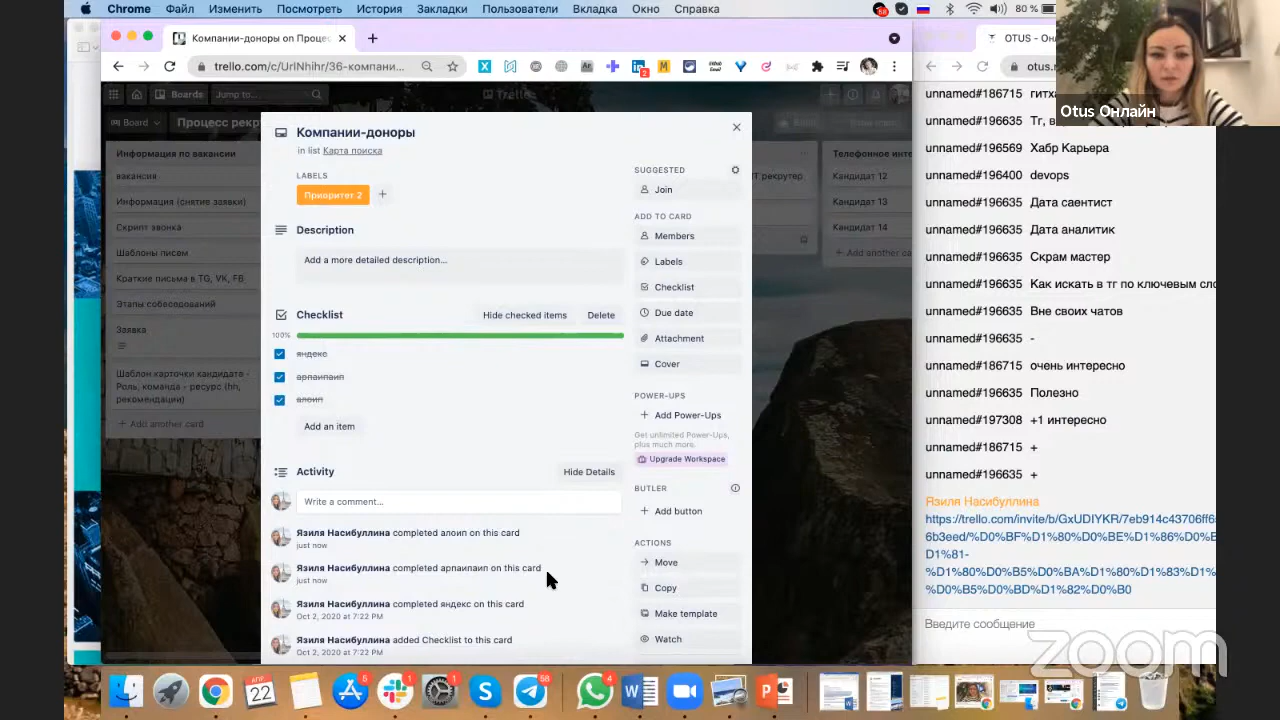 Chrome Файл Изменить Посмотреть История Закладки Пользователи Вкладка Окно Справка
80 %
Компании-доноры on Процес
OTUS - Он
trello.com/c/UrlNhihr/36-компани...
otus.
Boards
Jump to...
Trello
Board
Процесс рекру
Информация по вакансии
вакансия
Информация (снятие заявки)
Скрипт звонка
Шаблоны писем
Краткие письма в TG, VK, FB
Этапы собеседований
Заявка
Шаблон карточки кандидата -
Роль, команда - ресурс (hh,
рекомендации)
+ Add another card
Компании-доноры
in list Карта поиска
LABELS
Приоритет 2
Description
Add a more detailed description...
Checklist
Hide checked items
Delete
100%
яндекс
арпаипаип
алоип
Add an item
Activity
Hide Details
Write a comment...
Язиля Насибуллина completed алоип on this card
just now
Язиля Насибуллина completed арпаипаип on this card
just now
Язиля Насибуллина completed яндекс on this card
Oct 2, 2020 at 7:22 PM
Язиля Насибуллина added Checklist to this card
Oct 2, 2020 at 7:22 PM
SUGGESTED
Join
ADD TO CARD
Members
Labels
Checklist
Due date
Attachment
Cover
POWER-UPS
Add Power-Ups
Get unlimited Power-Ups,
plus much more.
Upgrade Workspace
BUTLER
Add button
ACTIONS
Move
Copy
Make template
Watch
IT рекрутер
Телефонное инте
Кандидат 12
Кандидат 13
Кандидат 14
+ Add another ca
Otus Онлайн
unnamed#186715 гитха
unnamed#196635 Тг, в
unnamed#196569 Хабр Карьера
unnamed#196400 devops
unnamed#196635 Дата саентист
unnamed#196635 Дата аналитик
unnamed#196635 Скрам мастер
unnamed#196635 Как искать в тг по ключевым сло
unnamed#196635 Вне своих чатов
unnamed#196635 -
unnamed#186715 очень интересно
unnamed#196635 Полезно
unnamed#197308 +1 интересно
unnamed#186715 +
unnamed#196635 +
Язиля Насибуллина
https://trello.com/invite/b/GxUDIYKR/7eb914c43706ff6
6b3eed/%D0%BF%D1%80%D0%BE%D1%86%D0%B
D1%81-
%D1%80%D0%B5%D0%BA%D1%80%D1%83%D1%
%D0%B5%D0%BD%D1%82%D0%B0
Введите сообщение
zoom
АПР.
22